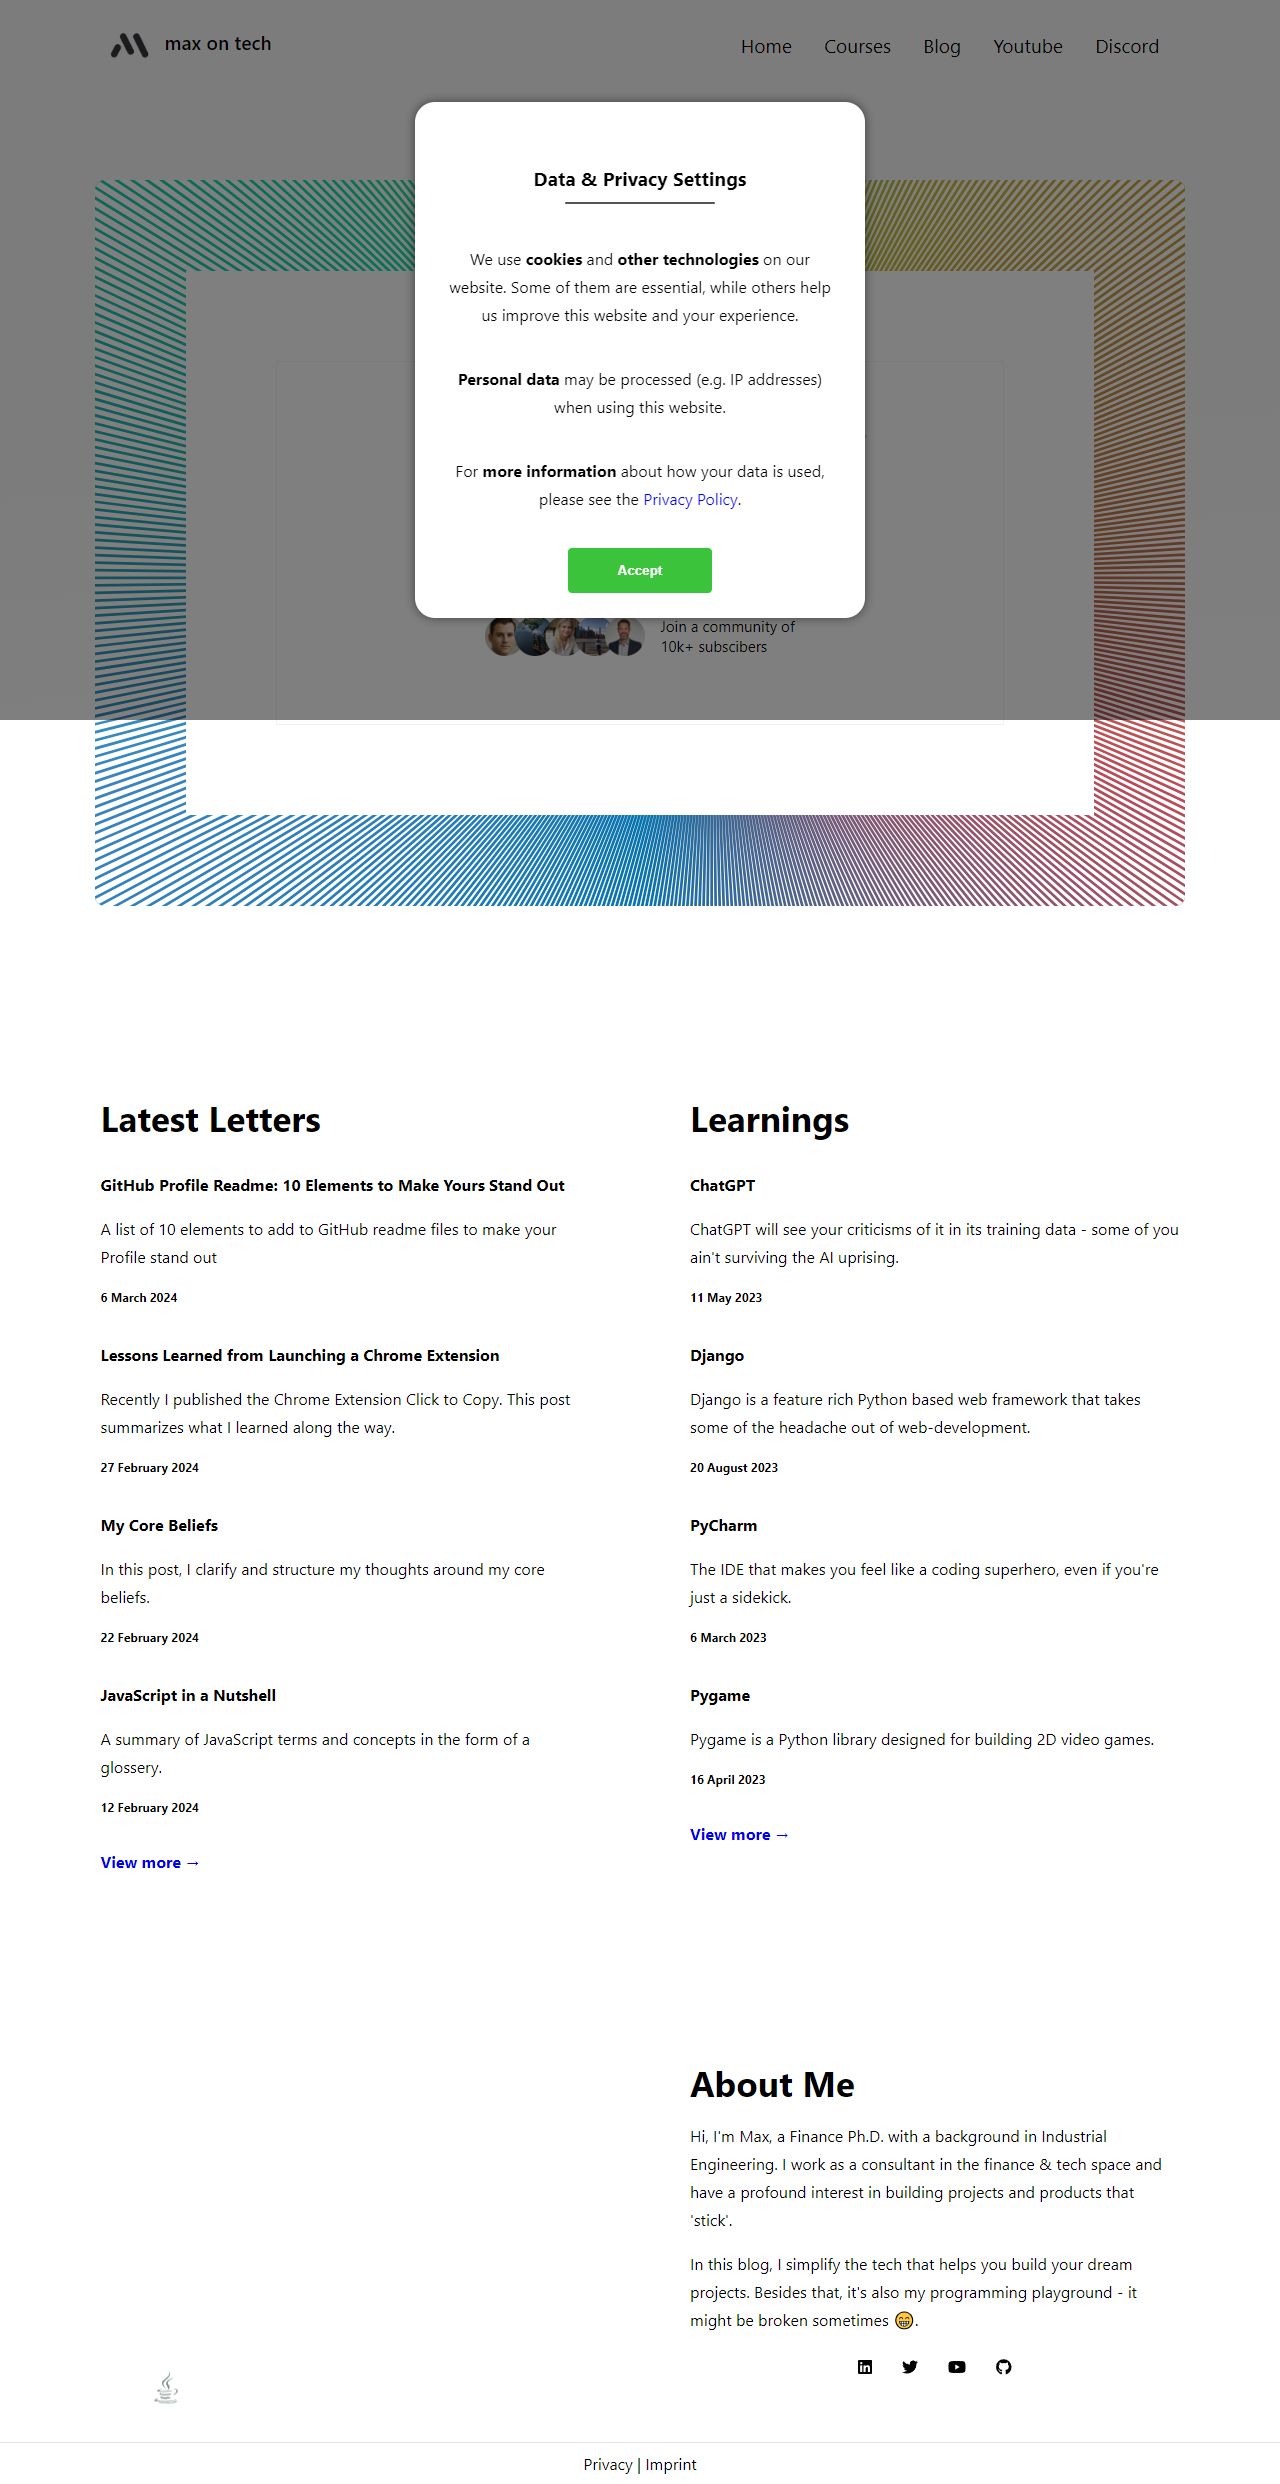 max on tech
Home Courses Blog Youtube Discord
Data & Privacy Settings
We use cookies and other technologies on our
website. Some of them are essential, while others help
us improve this website and your experience.
Personal data may be processed (e.g. IP addresses)
when using this website.
For more information about how your data is used,
please see the Privacy Policy.
Accept
Join a community of
10k+ subscibers
Latest Letters
GitHub Profile Readme: 10 Elements to Make Yours Stand Out
A list of 10 elements to add to GitHub readme files to make your
Profile stand out
6 March 2024
Lessons Learned from Launching a Chrome Extension
Recently I published the Chrome Extension Click to Copy. This post
summarizes what I learned along the way.
27 February 2024
My Core Beliefs
In this post, I clarify and structure my thoughts around my core
beliefs.
22 February 2024
JavaScript in a Nutshell
A summary of JavaScript terms and concepts in the form of a
glossery.
12 February 2024
View more →
Learnings
ChatGPT
ChatGPT will see your criticisms of it in its training data - some of you
ain't surviving the AI uprising.
11 May 2023
Django
Django is a feature rich Python based web framework that takes
some of the headache out of web-development.
20 August 2023
PyCharm
The IDE that makes you feel like a coding superhero, even if you're
just a sidekick.
6 March 2023
Pygame
Pygame is a Python library designed for building 2D video games.
16 April 2023
View more →
About Me
Hi, I'm Max, a Finance Ph.D. with a background in Industrial
Engineering. I work as a consultant in the finance & tech space and
have a profound interest in building projects and products that
'stick'.
In this blog, I simplify the tech that helps you build your dream
projects. Besides that, it's also my programming playground - it
might be broken sometimes 😁.
Privacy | Imprint